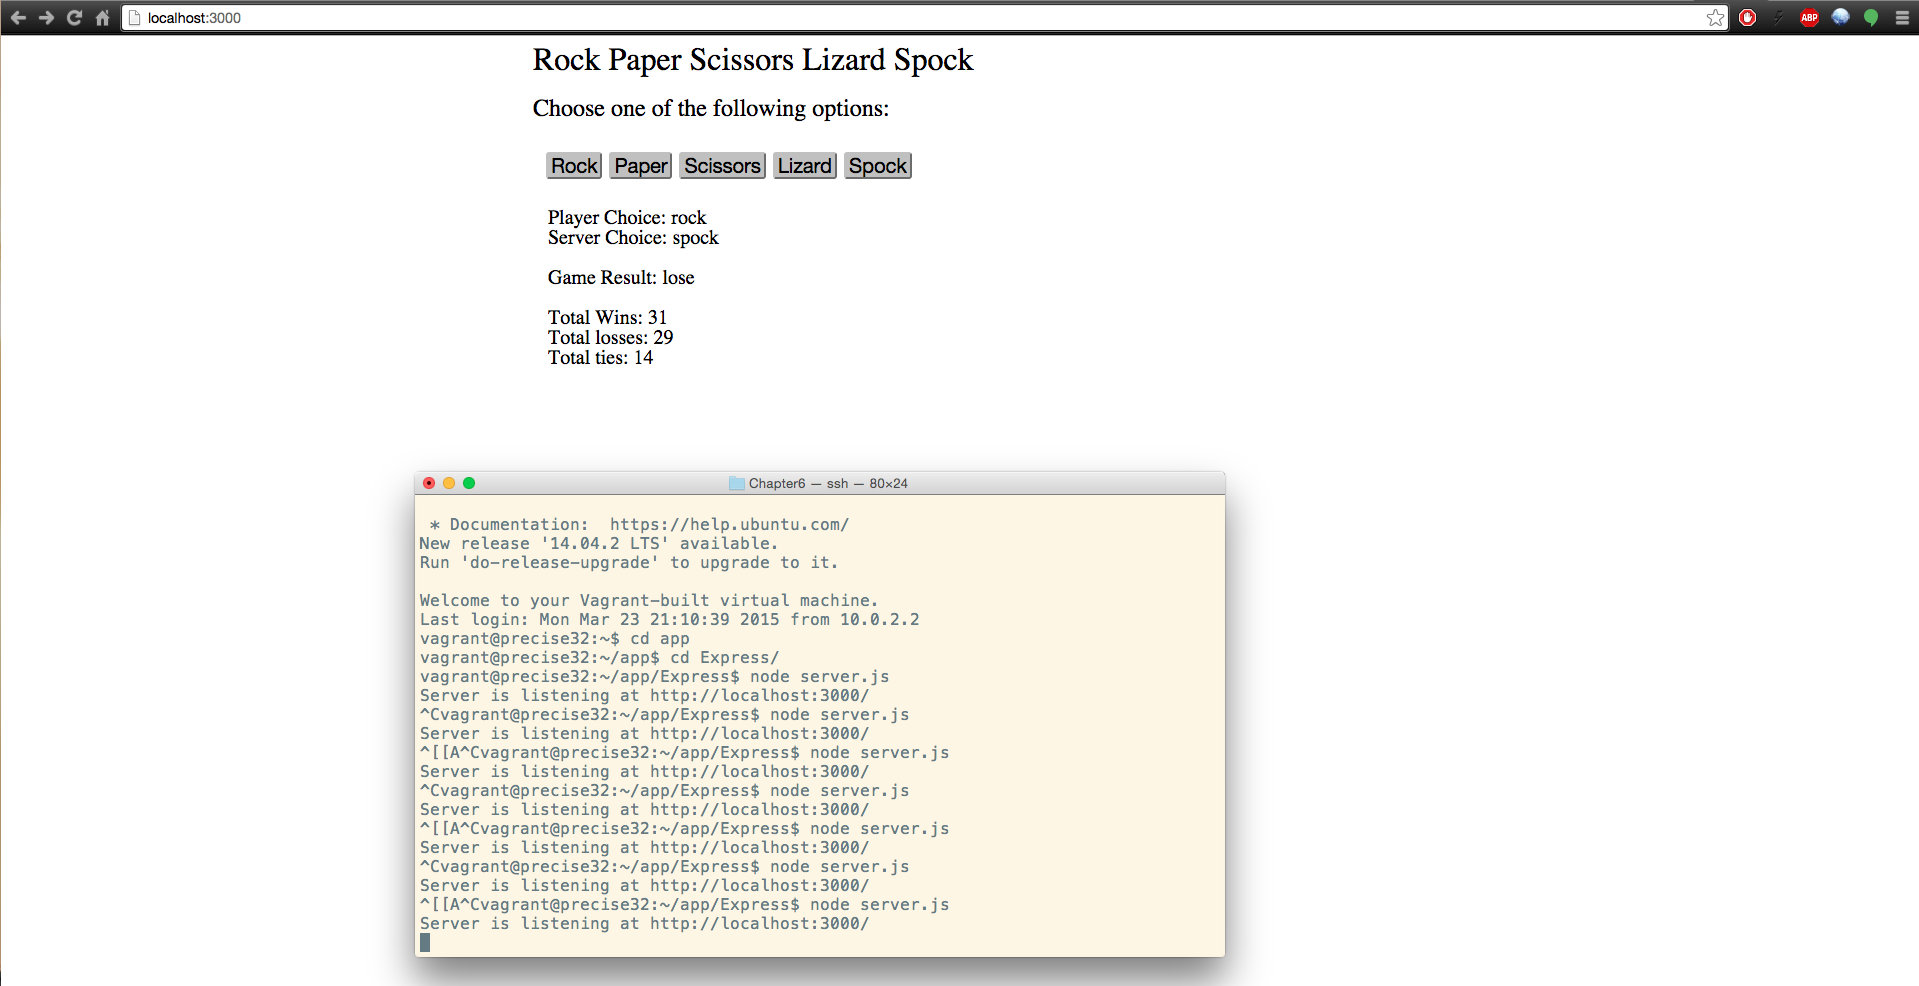 localhost:3000
ABP
Rock Paper Scissors Lizard Spock
Choose one of the following options:
Rock Paper Scissors Lizard Spock
Player Choice: rock
Server Choice: spock
Game Result: lose
Total Wins: 31
Total losses: 29
Total ties: 14
Chapter6 — ssh — 80×24
* Documentation:  https://help.ubuntu.com/
New release '14.04.2 LTS' available.
Run 'do-release-upgrade' to upgrade to it.
Welcome to your Vagrant-built virtual machine.
Last login: Mon Mar 23 21:10:39 2015 from 10.0.2.2
vagrant@precise32:~$ cd app
vagrant@precise32:~/app$ cd Express/
vagrant@precise32:~/app/Express$ node server.js
Server is listening at http://localhost:3000/
^Cvagrant@precise32:~/app/Express$ node server.js
Server is listening at http://localhost:3000/
^[[A^Cvagrant@precise32:~/app/Express$ node server.js
Server is listening at http://localhost:3000/
^Cvagrant@precise32:~/app/Express$ node server.js
Server is listening at http://localhost:3000/
^[[A^Cvagrant@precise32:~/app/Express$ node server.js
Server is listening at http://localhost:3000/
^Cvagrant@precise32:~/app/Express$ node server.js
Server is listening at http://localhost:3000/
^[[A^Cvagrant@precise32:~/app/Express$ node server.js
Server is listening at http://localhost:3000/